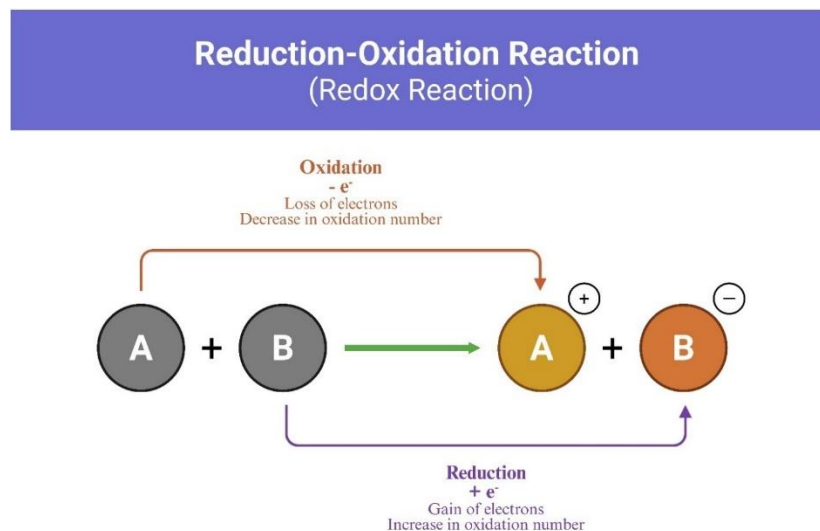 Reduction-Oxidation Reaction
(Redox Reaction)
Oxidation
- e⁻
Loss of electrons
Decrease in oxidation number
A + B A + + B −
Reduction
+ e⁻
Gain of electrons
Increase in oxidation number